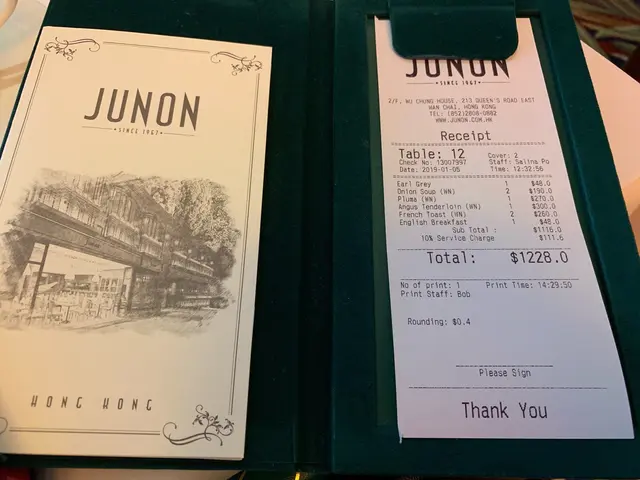 JUNON
SINCE 1967
HONG KONG
JUNON
SINCE 1967
2/F, WU CHUNG HOUSE, 213 QUEEN'S ROAD EAST
WAN CHAI, HONG KONG
TEL: (852)2808-0882
WWW.JUNON.COM.HK
Receipt
Table: 12 Cover: 2
Check No: 13007997 Staff: Salina Po
Date: 2019-01-05 Time: 12:32:56
Earl Grey 1 $48.0
Onion Soup (WN) 2 $190.0
Pluma (WN) 1 $270.0
Angus Tenderloin (WN) 1 $300.0
French Toast (WN) 2 $260.0
English Breakfast 1 $48.0
Sub Total : $1116.0
10% Service Charge $111.6
Total: $1228.0
No of print: 1 Print Time: 14:29:50
Print Staff: Bob
Rounding: $0.4
Please Sign
Thank You